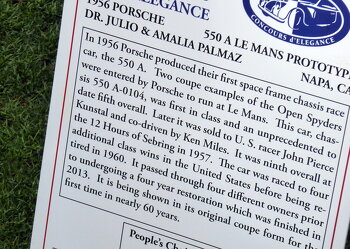 D'ELEGANCE
CONCOURS d'ELEGANCE
1956 PORSCHE
550 A LE MANS PROTOTYP
DR. JULIO & AMALIA PALMAZ
NAPA, CA
In 1956 Porsche produced their first space frame chassis race
car, the 550 A. Two coupe examples of the Open Spyders
were entered by Porsche to run at Le Mans. This car, chas-
sis 550 A-0104, was first in class and an unprecedented to
date fifth overall. Later it was sold to U. S. racer John Pierce
Kunstal and co-driven by Ken Miles. It was ninth overall at
the 12 Hours of Sebring in 1957. The car was raced to four
additional class wins in the United States before being re-
tired in 1960. It passed through four different owners prior
to undergoing a four year restoration which was finished in
2013. It is being shown in its original coupe form for the
first time in nearly 60 years.
People's Ch